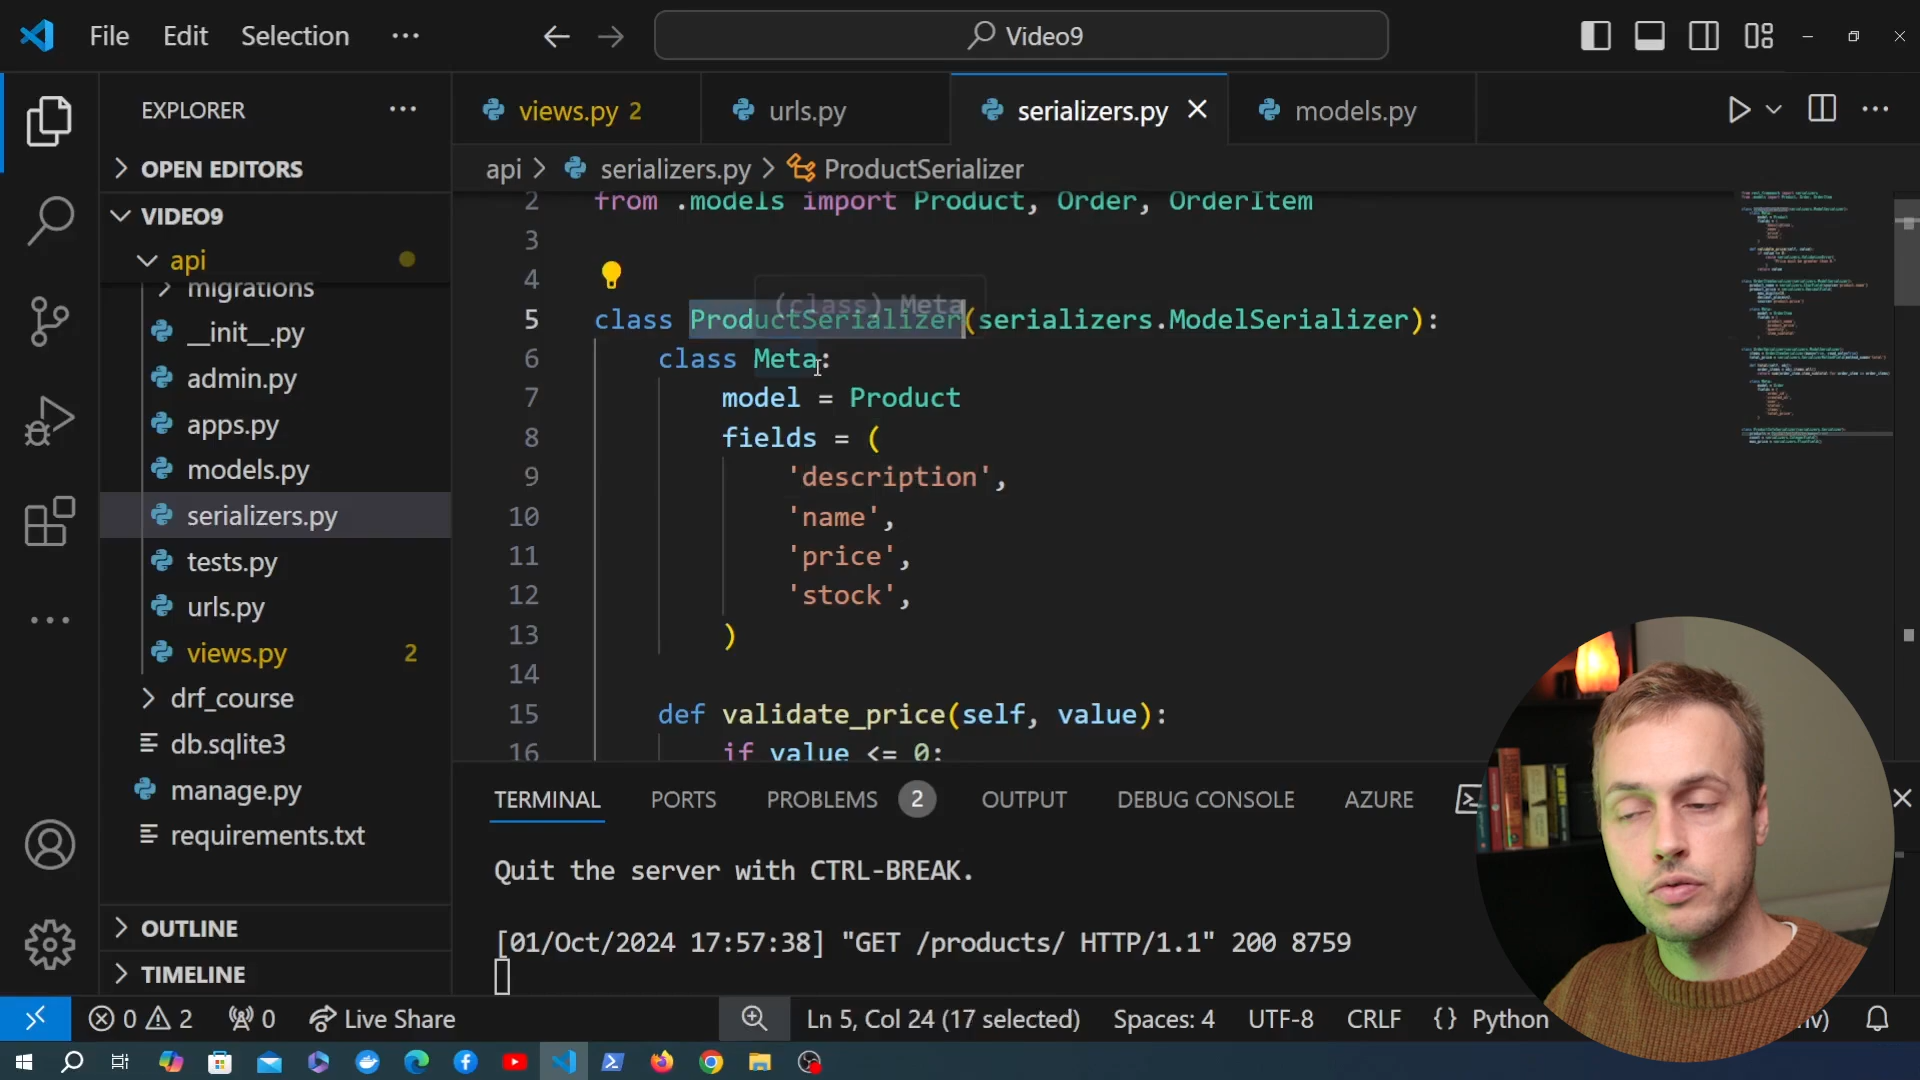 File Edit Selection ··· Video9
EXPLORER ···
OPEN EDITORS
VIDEO9
api
migrations
__init__.py
admin.py
apps.py
models.py
serializers.py
tests.py
urls.py
views.py 2
drf_course
db.sqlite3
manage.py
requirements.txt
OUTLINE
TIMELINE
views.py 2 urls.py serializers.py models.py
api > serializers.py > ProductSerializer
2 from .models import Product, Order, OrderItem
3
4
(class) Meta
5 class ProductSerializer(serializers.ModelSerializer):
6 class Meta:
7 model = Product
8 fields = (
9 'description',
10 'name',
11 'price',
12 'stock',
13 )
14
15 def validate_price(self, value):
16 if value <= 0:
TERMINAL PORTS PROBLEMS 2 OUTPUT DEBUG CONSOLE AZURE
Quit the server with CTRL-BREAK.
[01/Oct/2024 17:57:38] "GET /products/ HTTP/1.1" 200 8759
0 2 0 Live Share Ln 5, Col 24 (17 selected) Spaces: 4 UTF-8 CRLF {} Python